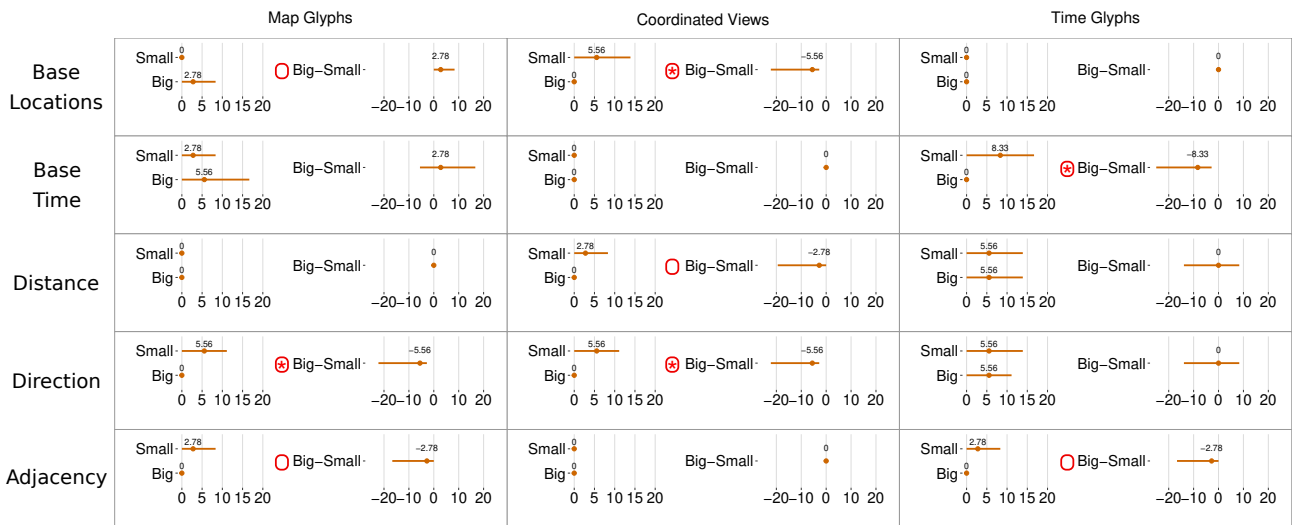 Map Glyphs Coordinated Views Time Glyphs
Base Locations
0
Small
2.78
Big
0 5 10 15 20
2.78
Big−Small
−20 −10 0 10 20
5.56
Small
0
Big
0 5 10 15 20
−5.56
* Big−Small
−20 −10 0 10 20
0
Small
0
Big
0 5 10 15 20
0
Big−Small
−20 −10 0 10 20
Base Time
2.78
Small
5.56
Big
0 5 10 15 20
2.78
Big−Small
−20 −10 0 10 20
0
Small
0
Big
0 5 10 15 20
0
Big−Small
−20 −10 0 10 20
8.33
Small
0
Big
0 5 10 15 20
−8.33
* Big−Small
−20 −10 0 10 20
Distance
0
Small
0
Big
0 5 10 15 20
0
Big−Small
−20 −10 0 10 20
2.78
Small
0
Big
0 5 10 15 20
−2.78
Big−Small
−20 −10 0 10 20
5.56
Small
5.56
Big
0 5 10 15 20
0
Big−Small
−20 −10 0 10 20
Direction
5.56
Small
0
Big
0 5 10 15 20
−5.56
* Big−Small
−20 −10 0 10 20
5.56
Small
0
Big
0 5 10 15 20
−5.56
* Big−Small
−20 −10 0 10 20
5.56
Small
5.56
Big
0 5 10 15 20
0
Big−Small
−20 −10 0 10 20
Adjacency
2.78
Small
0
Big
0 5 10 15 20
−2.78
Big−Small
−20 −10 0 10 20
0
Small
0
Big
0 5 10 15 20
0
Big−Small
−20 −10 0 10 20
2.78
Small
0
Big
0 5 10 15 20
−2.78
Big−Small
−20 −10 0 10 20